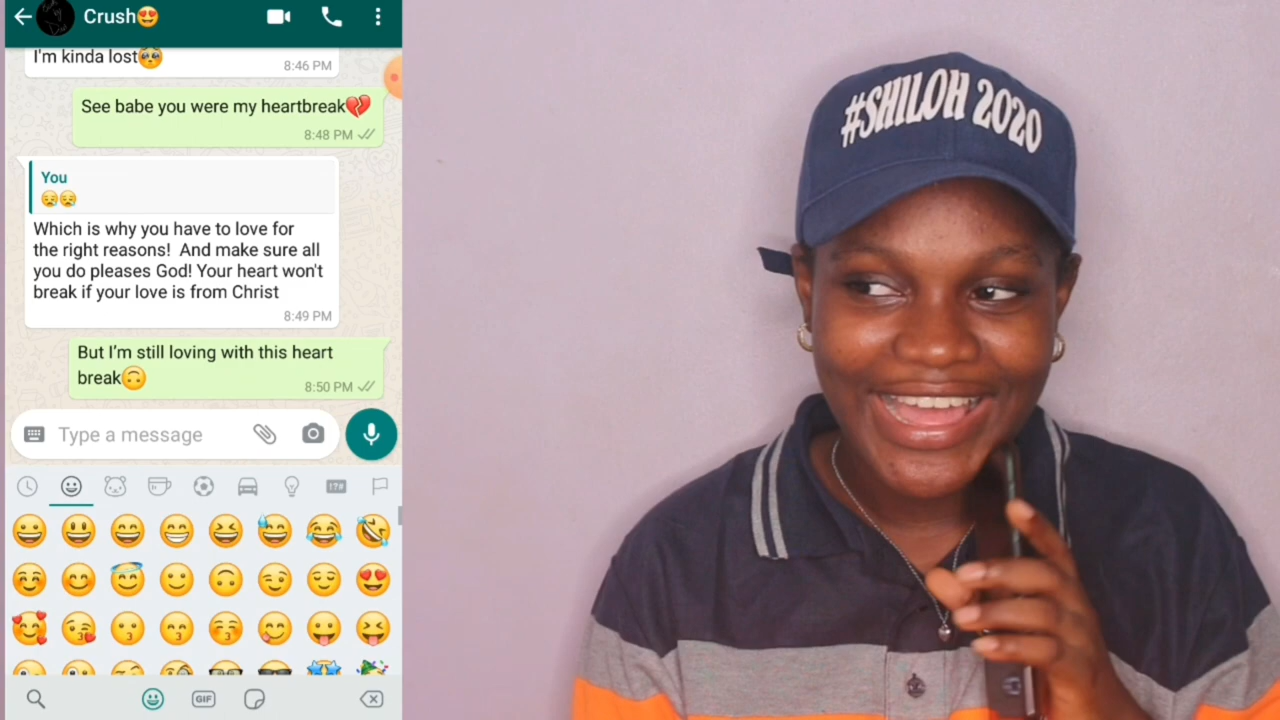 Crush😍
I'm kinda lost🥺
8:46 PM
See babe you were my heartbreak💔
8:48 PM
You
😪😪
Which is why you have to love for
the right reasons!  And make sure all
you do pleases God! Your heart won't
break if your love is from Christ
8:49 PM
But I'm still loving with this heart
break🙃
8:50 PM
Type a message
!?#
GIF
#SHILOH 2020